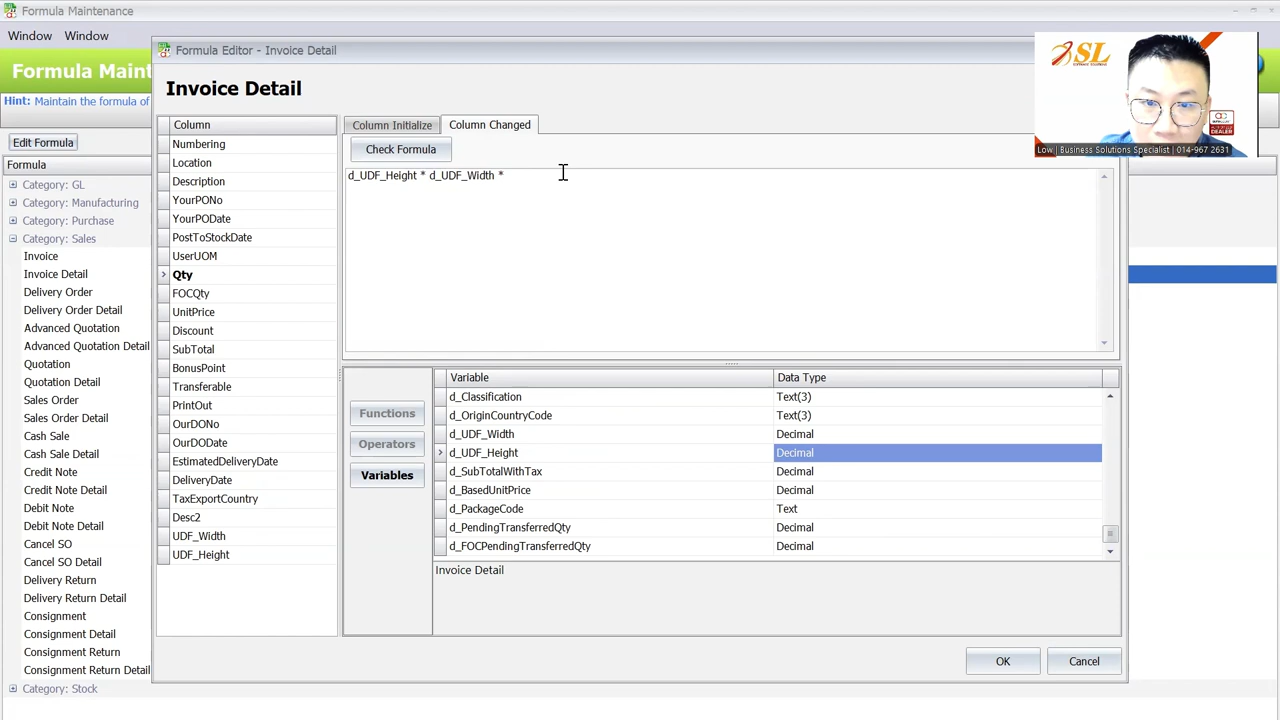 Formula Maintenance
Window Window
Formula Maint
Hint: Maintain the formula of
Edit Formula
Formula
Category: GL
Category: Manufacturing
Category: Purchase
Category: Sales
Invoice
Invoice Detail
Delivery Order
Delivery Order Detail
Advanced Quotation
Advanced Quotation Detail
Quotation
Quotation Detail
Sales Order
Sales Order Detail
Cash Sale
Cash Sale Detail
Credit Note
Credit Note Detail
Debit Note
Debit Note Detail
Cancel SO
Cancel SO Detail
Delivery Return
Delivery Return Detail
Consignment
Consignment Detail
Consignment Return
Consignment Return Detail
Category: Stock
Formula Editor - Invoice Detail
Invoice Detail
Column
Numbering
Location
Description
YourPONo
YourPODate
PostToStockDate
UserUOM
Qty
FOCQty
UnitPrice
Discount
SubTotal
BonusPoint
Transferable
PrintOut
OurDONo
OurDODate
EstimatedDeliveryDate
DeliveryDate
TaxExportCountry
Desc2
UDF_Width
UDF_Height
Column Initialize Column Changed
Check Formula
d_UDF_Height * d_UDF_Width *
Functions
Operators
Variables
Variable Data Type
d_Classification Text(3)
d_OriginCountryCode Text(3)
d_UDF_Width Decimal
d_UDF_Height Decimal
d_SubTotalWithTax Decimal
d_BasedUnitPrice Decimal
d_PackageCode Text
d_PendingTransferredQty Decimal
d_FOCPendingTransferredQty Decimal
Invoice Detail
OK Cancel
SL
DEALER
Low | Business Solutions Specialist | 014-967 2631